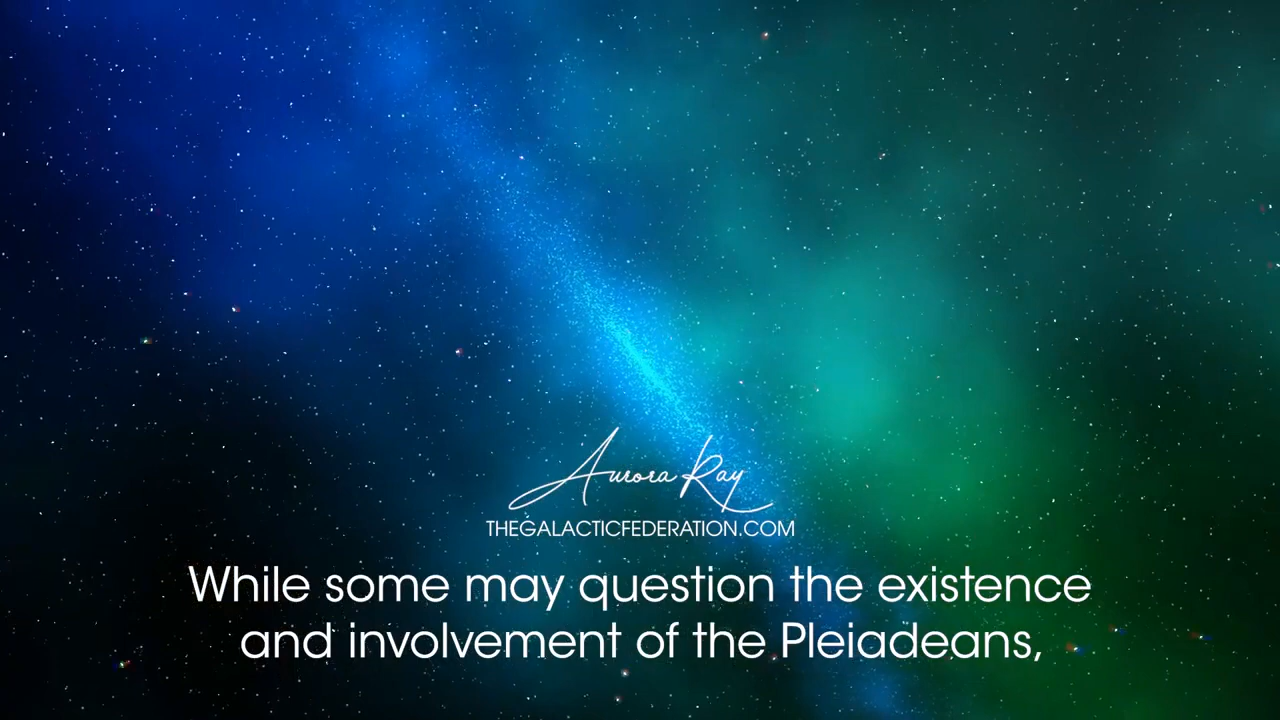 Aurora Ray
THEGALACTICFEDERATION.COM
While some may question the existence
and involvement of the Pleiadeans,